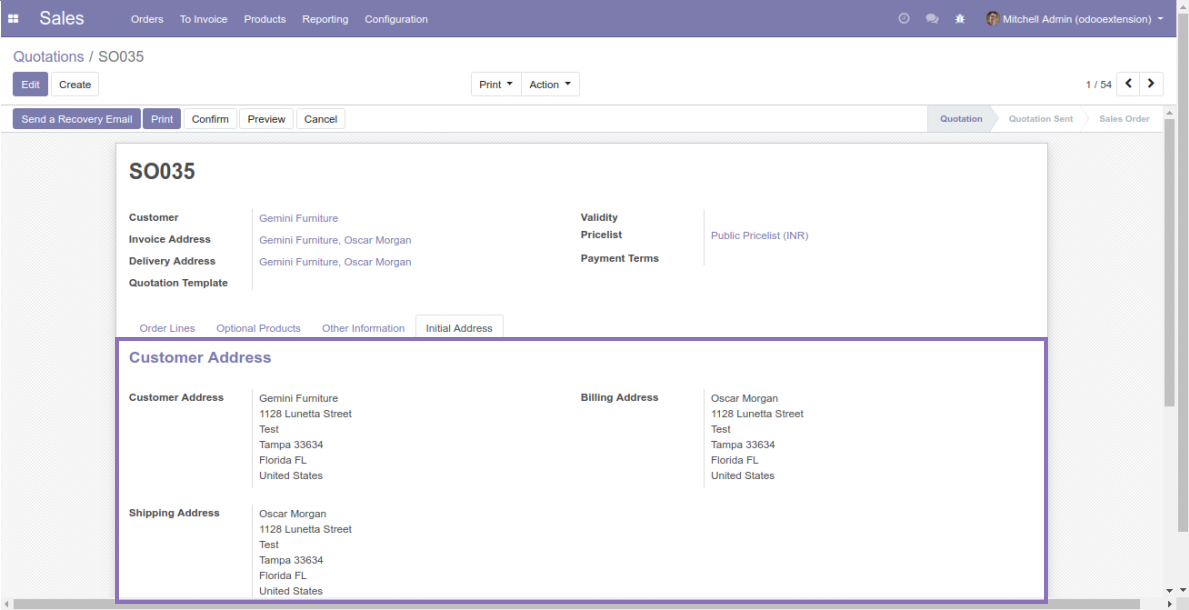 Sales Orders To Invoice Products Reporting Configuration Mitchell Admin (odooextension)
Quotations / SO035
Edit Create Print Action 1 / 54
Send a Recovery Email Print Confirm Preview Cancel Quotation Quotation Sent Sales Order
SO035
Customer Gemini Furniture Validity
Invoice Address Gemini Furniture, Oscar Morgan Pricelist Public Pricelist (INR)
Delivery Address Gemini Furniture, Oscar Morgan Payment Terms
Quotation Template
Order Lines Optional Products Other Information Initial Address
Customer Address
Customer Address Gemini Furniture Billing Address Oscar Morgan
1128 Lunetta Street 1128 Lunetta Street
Test Test
Tampa 33634 Tampa 33634
Florida FL Florida FL
United States United States
Shipping Address Oscar Morgan
1128 Lunetta Street
Test
Tampa 33634
Florida FL
United States